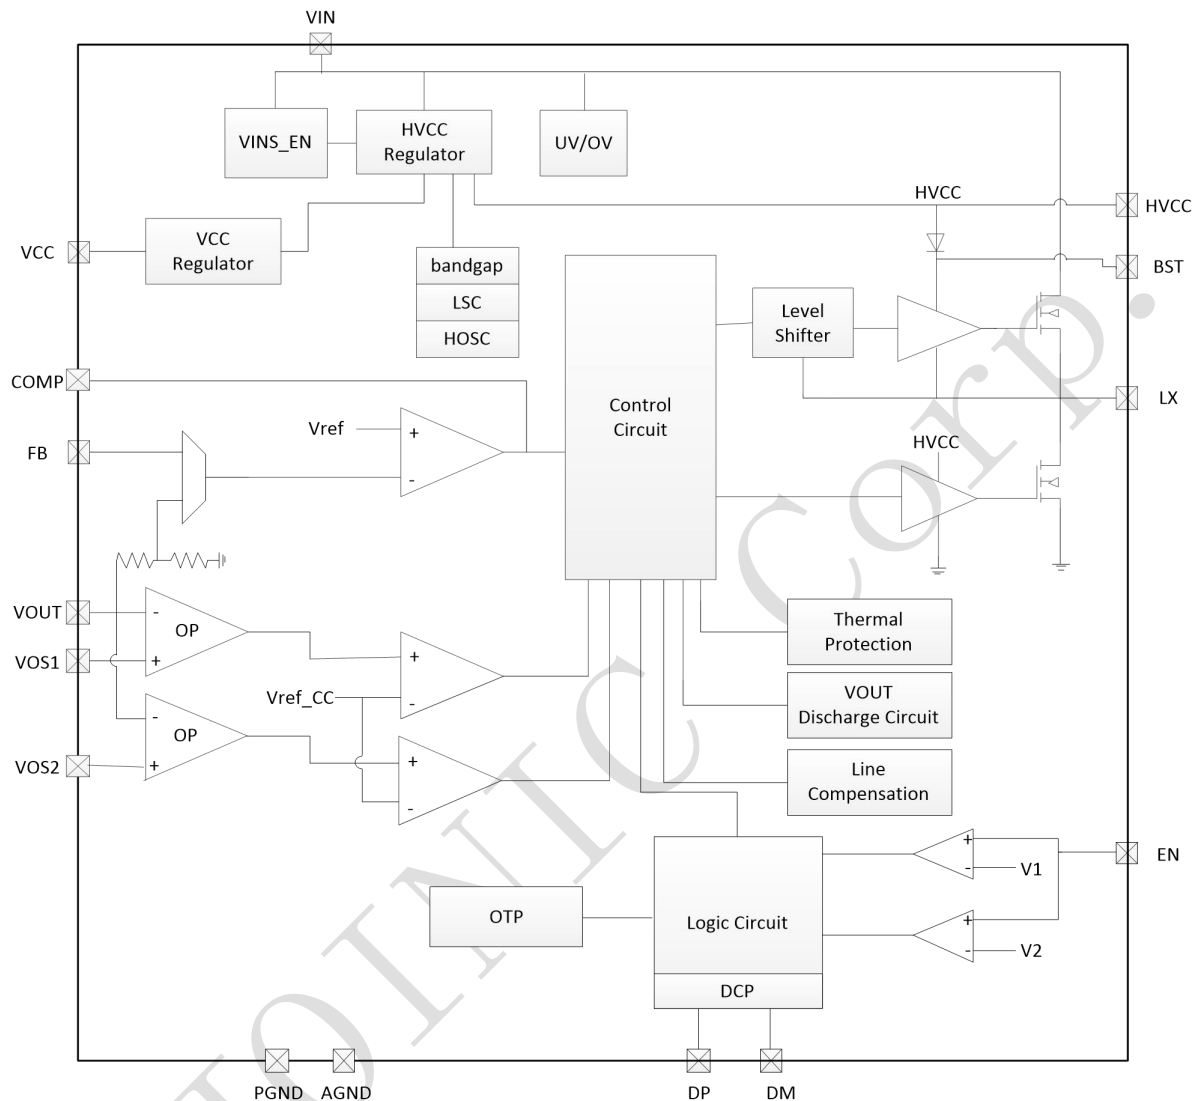 VIN
VINS_EN
HVCC
Regulator
UV/OV
HVCC
HVCC
VCC
VCC
Regulator
BST
bandgap
LSC
HOSC
Level
Shifter
COMP
Control
Circuit
LX
Vref
+
-
FB
HVCC
VOUT
-
OP
+
VOS1
+
-
Vref_CC
Thermal
Protection
VOUT
Discharge Circuit
-
OP
+
VOS2
+
-
Line
Compensation
+
-
V1
EN
OTP
Logic Circuit
+
-
V2
DCP
PGND
AGND
DP
DM
OINIC Corp.